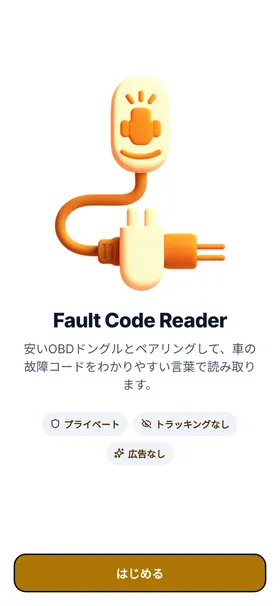 Fault Code Reader
安いOBDドングルとペアリングして、車の
故障コードをわかりやすい言葉で読み取り
ます。
プライベート
トラッキングなし
広告なし
はじめる